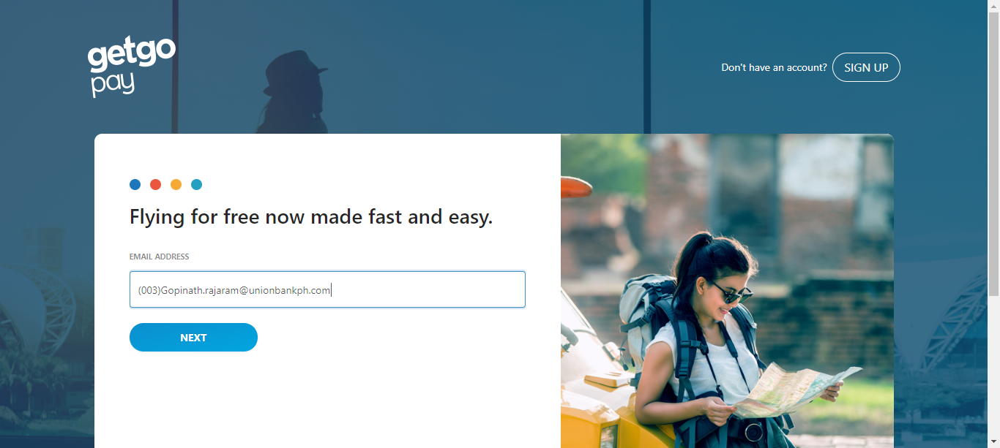 getgo
pay
Don't have an account? SIGN UP
Flying for free now made fast and easy.
EMAIL ADDRESS
(003)Gopinath.rajaram@unionbankph.com
NEXT